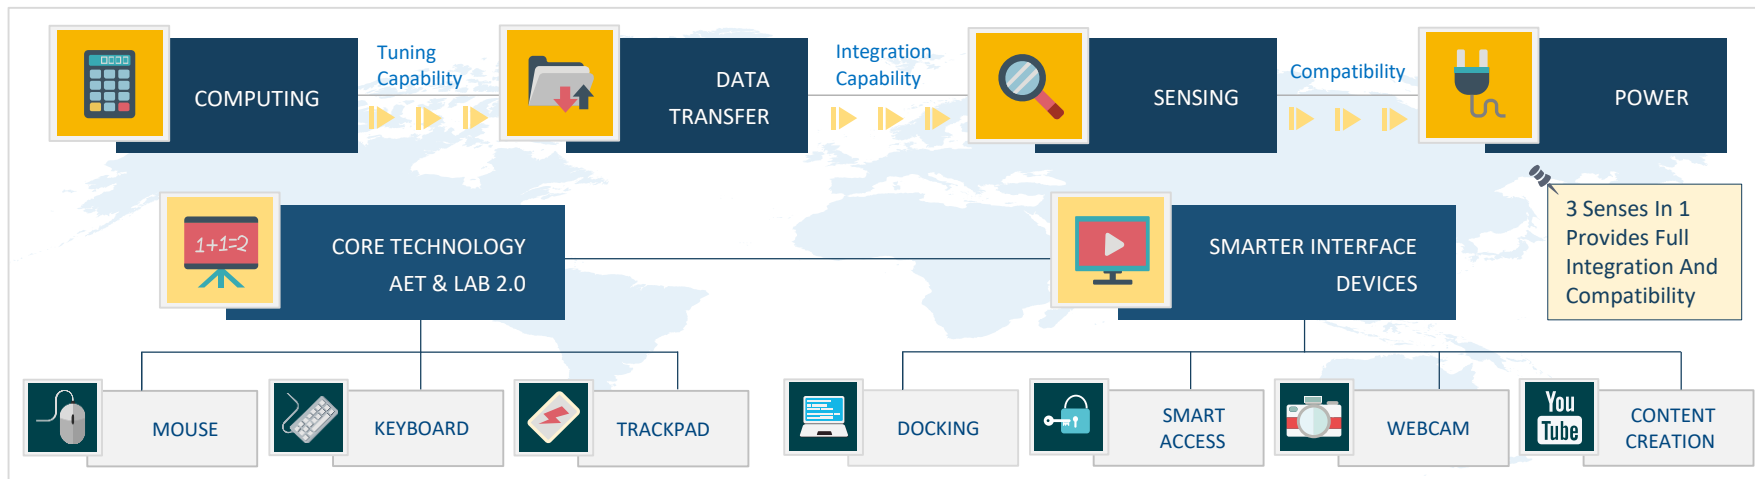 COMPUTING
Tuning
Capability
DATA
TRANSFER
Integration
Capability
SENSING
Compatibility
POWER
1+1=2
CORE TECHNOLOGY
AET & LAB 2.0
SMARTER INTERFACE
DEVICES
3 Senses In 1
Provides Full
Integration And
Compatibility
MOUSE
KEYBOARD
TRACKPAD
DOCKING
SMART
ACCESS
WEBCAM
You
Tube
CONTENT
CREATION